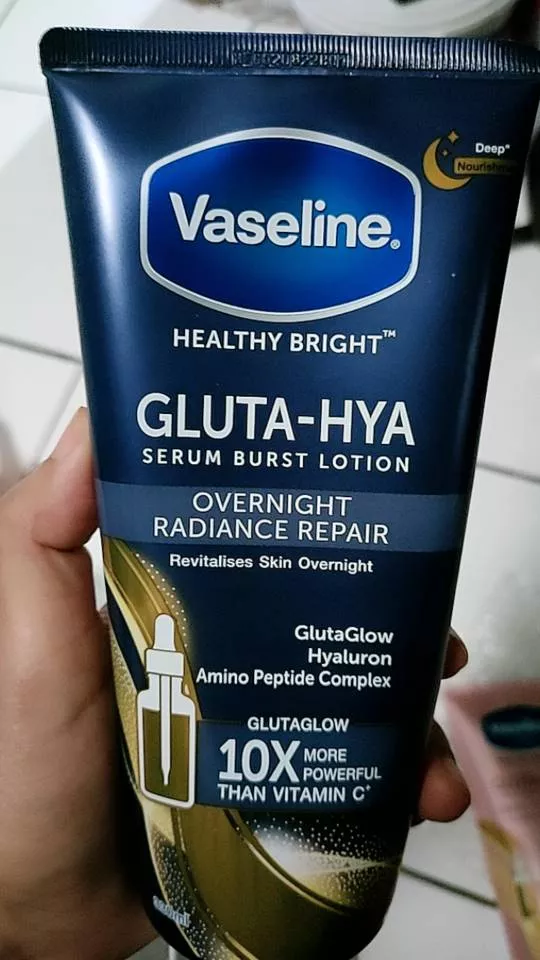 Deep*
Vaseline®
HEALTHY BRIGHT™
GLUTA-HYA
SERUM BURST LOTION
OVERNIGHT
RADIANCE REPAIR
Revitalises Skin Overnight
GlutaGlow
Hyaluron
Amino Peptide Complex
GLUTAGLOW
10X MORE
POWERFUL
THAN VITAMIN C*